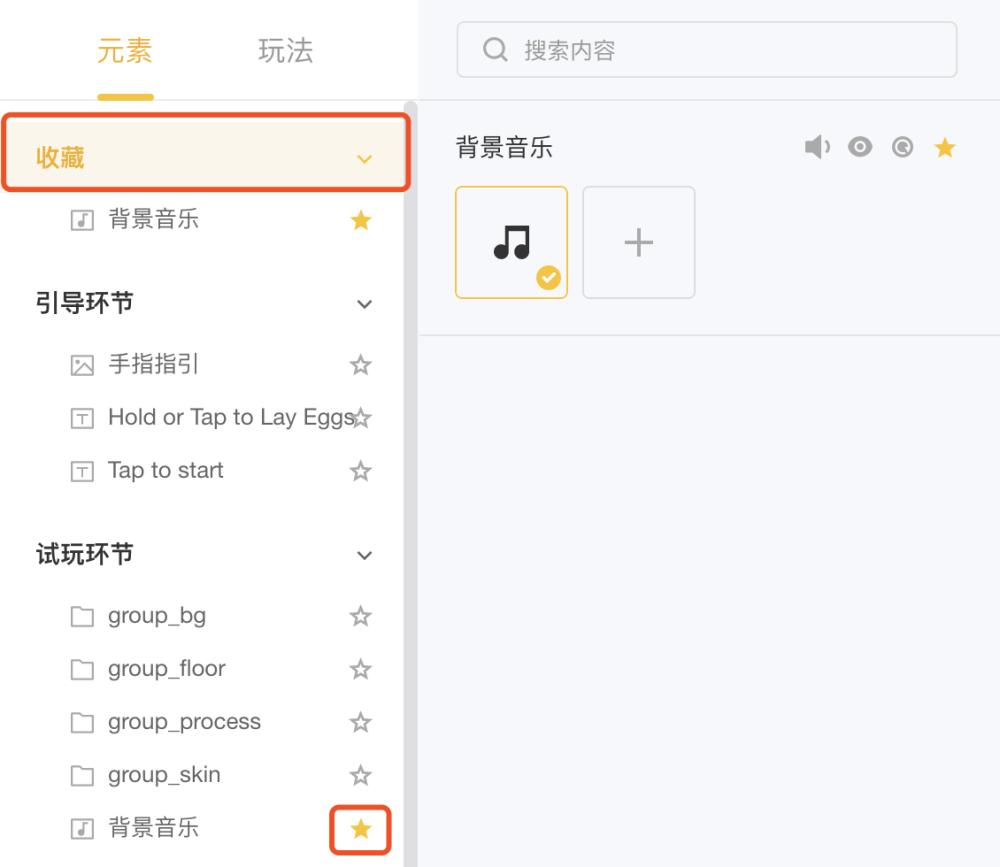 元素
玩法
搜索内容
收藏
背景音乐
引导环节
手指指引
Hold or Tap to Lay Eggs
Tap to start
试玩环节
group_bg
group_floor
group_process
group_skin
背景音乐
背景音乐